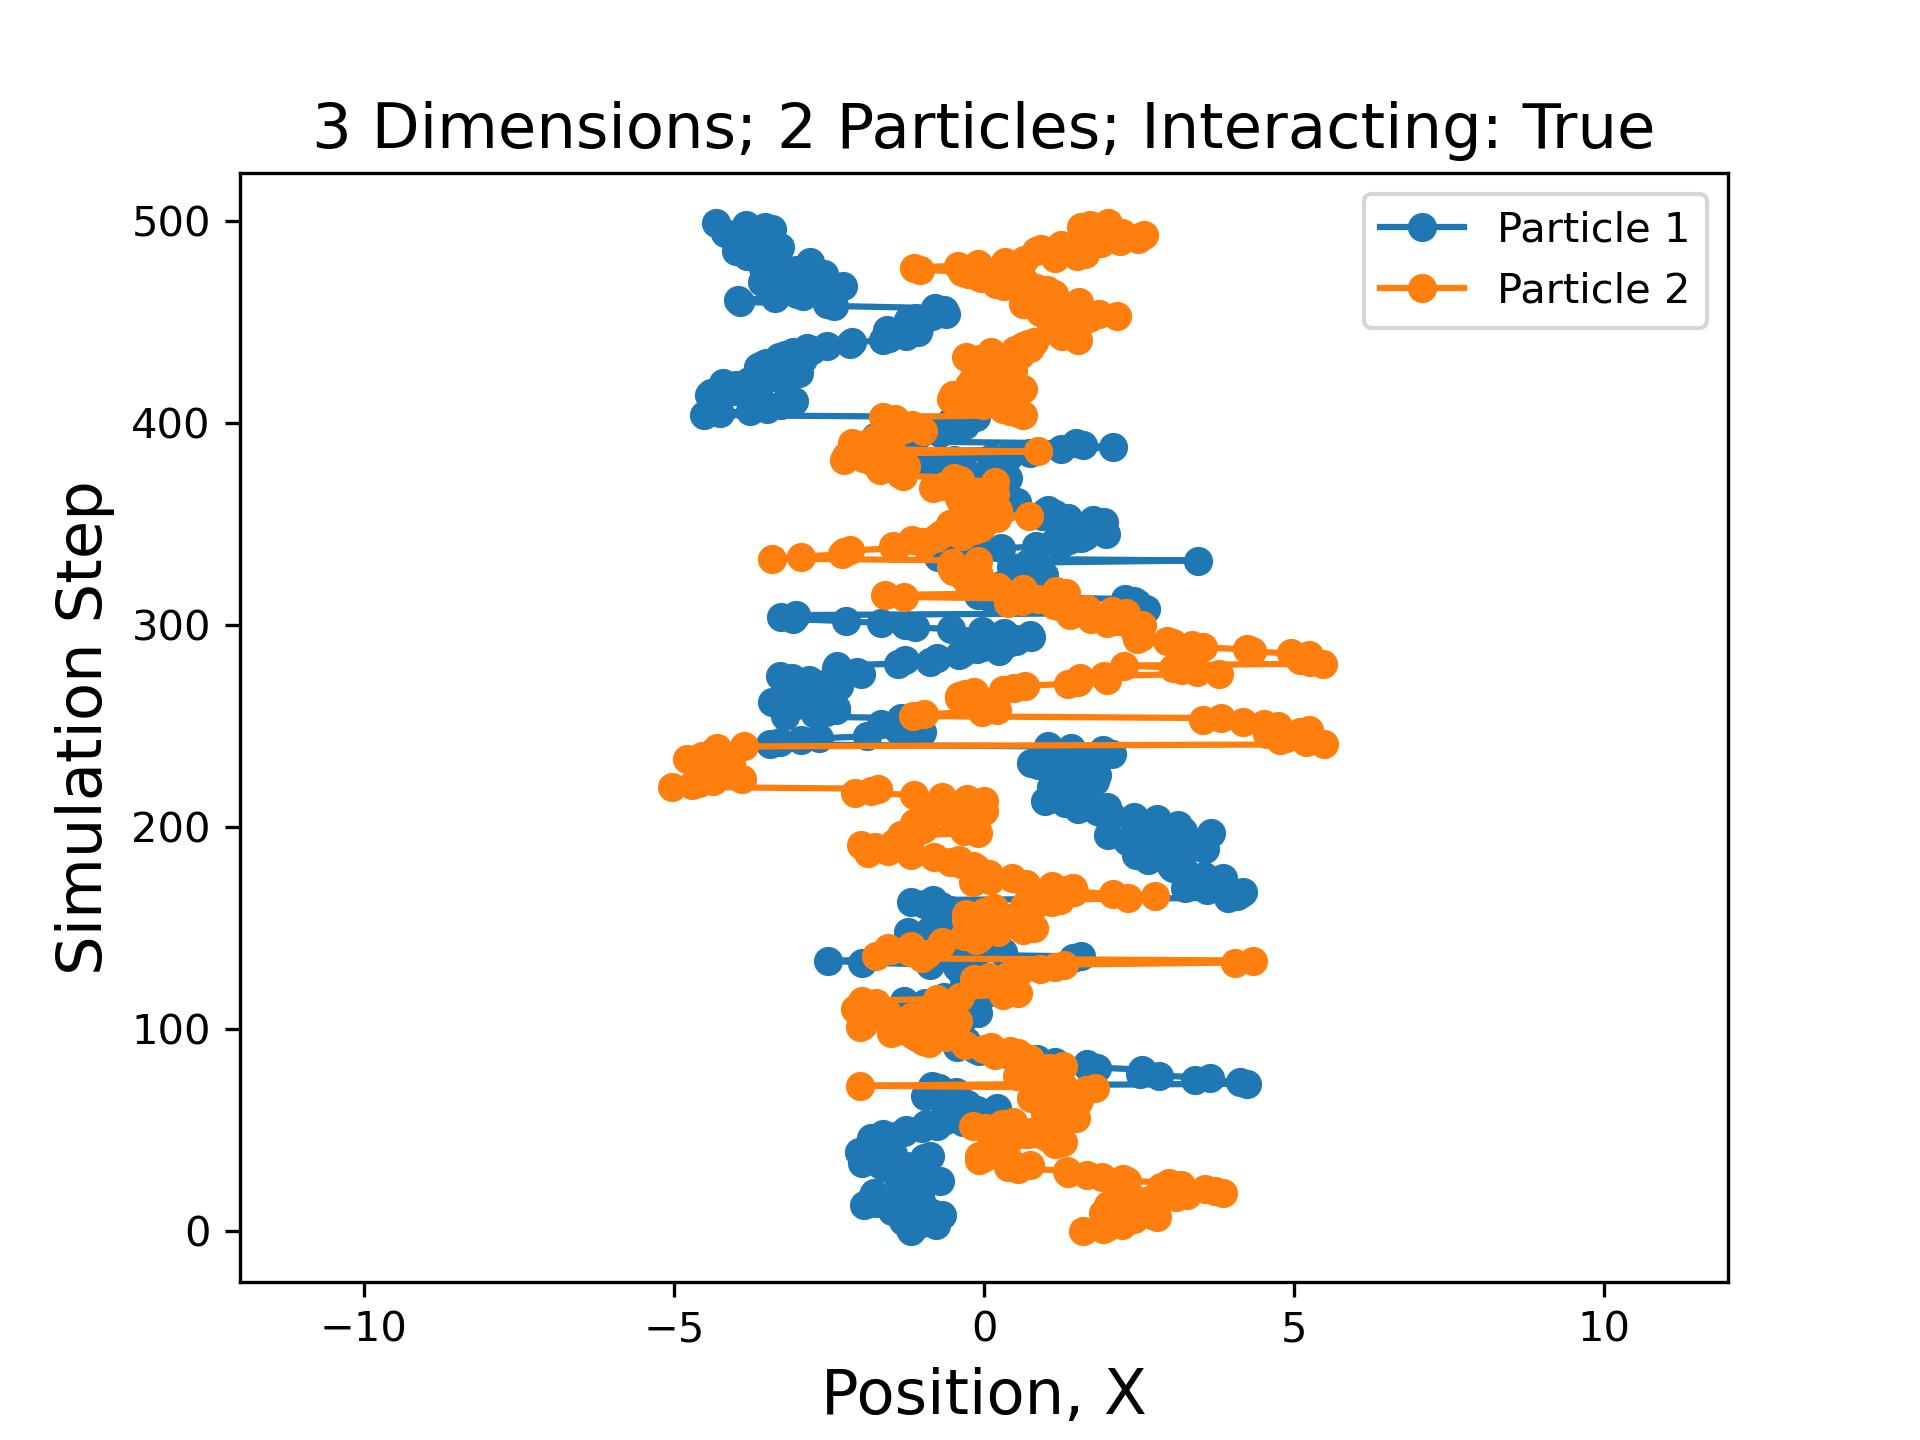 3 Dimensions; 2 Particles; Interacting: True
Particle 1
Particle 2
Simulation Step
500
400
300
200
100
0
−10
−5
0
5
10
Position, X